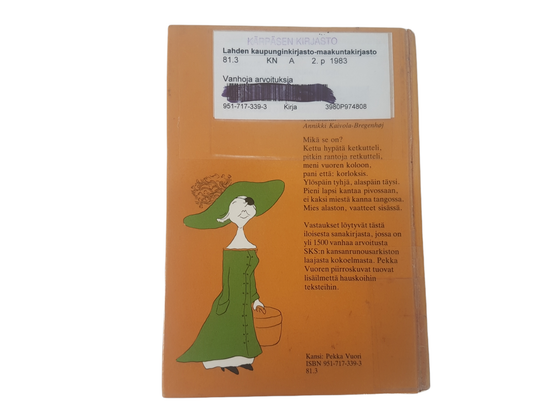 HÄRPÄSEN KIRJASTO
Lahden kaupunginkirjasto-maakuntakirjasto
81.3 KN A 2. p 1983
Vanhoja arvoituksja
951-717-339-3 Kirja 3980P974808
Annikki Kaivola-Bregenhøj
Mikä se on?
Kettu hypätä ketkutteli,
pitkin rantoja retkutteli,
meni vuoren koloon,
pani että: korloksis.
Ylöspäin tyhjä, alaspäin täysi.
Pieni lapsi kantaa pivossaan,
ei kaksi miestä kanna tangossa.
Mies alaston, vaatteet sisässä.
Vastaukset löytyvät tästä
iloisesta sanakirjasta, jossa on
yli 1500 vanhaa arvoitusta
SKS:n kansanrunousarkiston
laajasta kokoelmasta. Pekka
Vuoren piirroskuvat tuovat
lisäilmettä hauskoihin
teksteihin.
Kansi: Pekka Vuori
ISBN 951-717-339-3
81.3